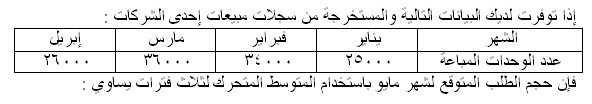 إذا توفرت لديك البيانات التالية والمستخرجة من سجلات مبيعات إحدى الشركات :
الشهر يناير فبراير مارس إبريل
عدد الوحدات المباعة ٢٥٠٠٠ ٣٤٠٠٠ ٣٦٠٠٠ ٢٦٠٠٠
فإن حجم الطلب المتوقع لشهر مايو باستخدام المتوسط المتحرك لثلاث فترات يساوي :